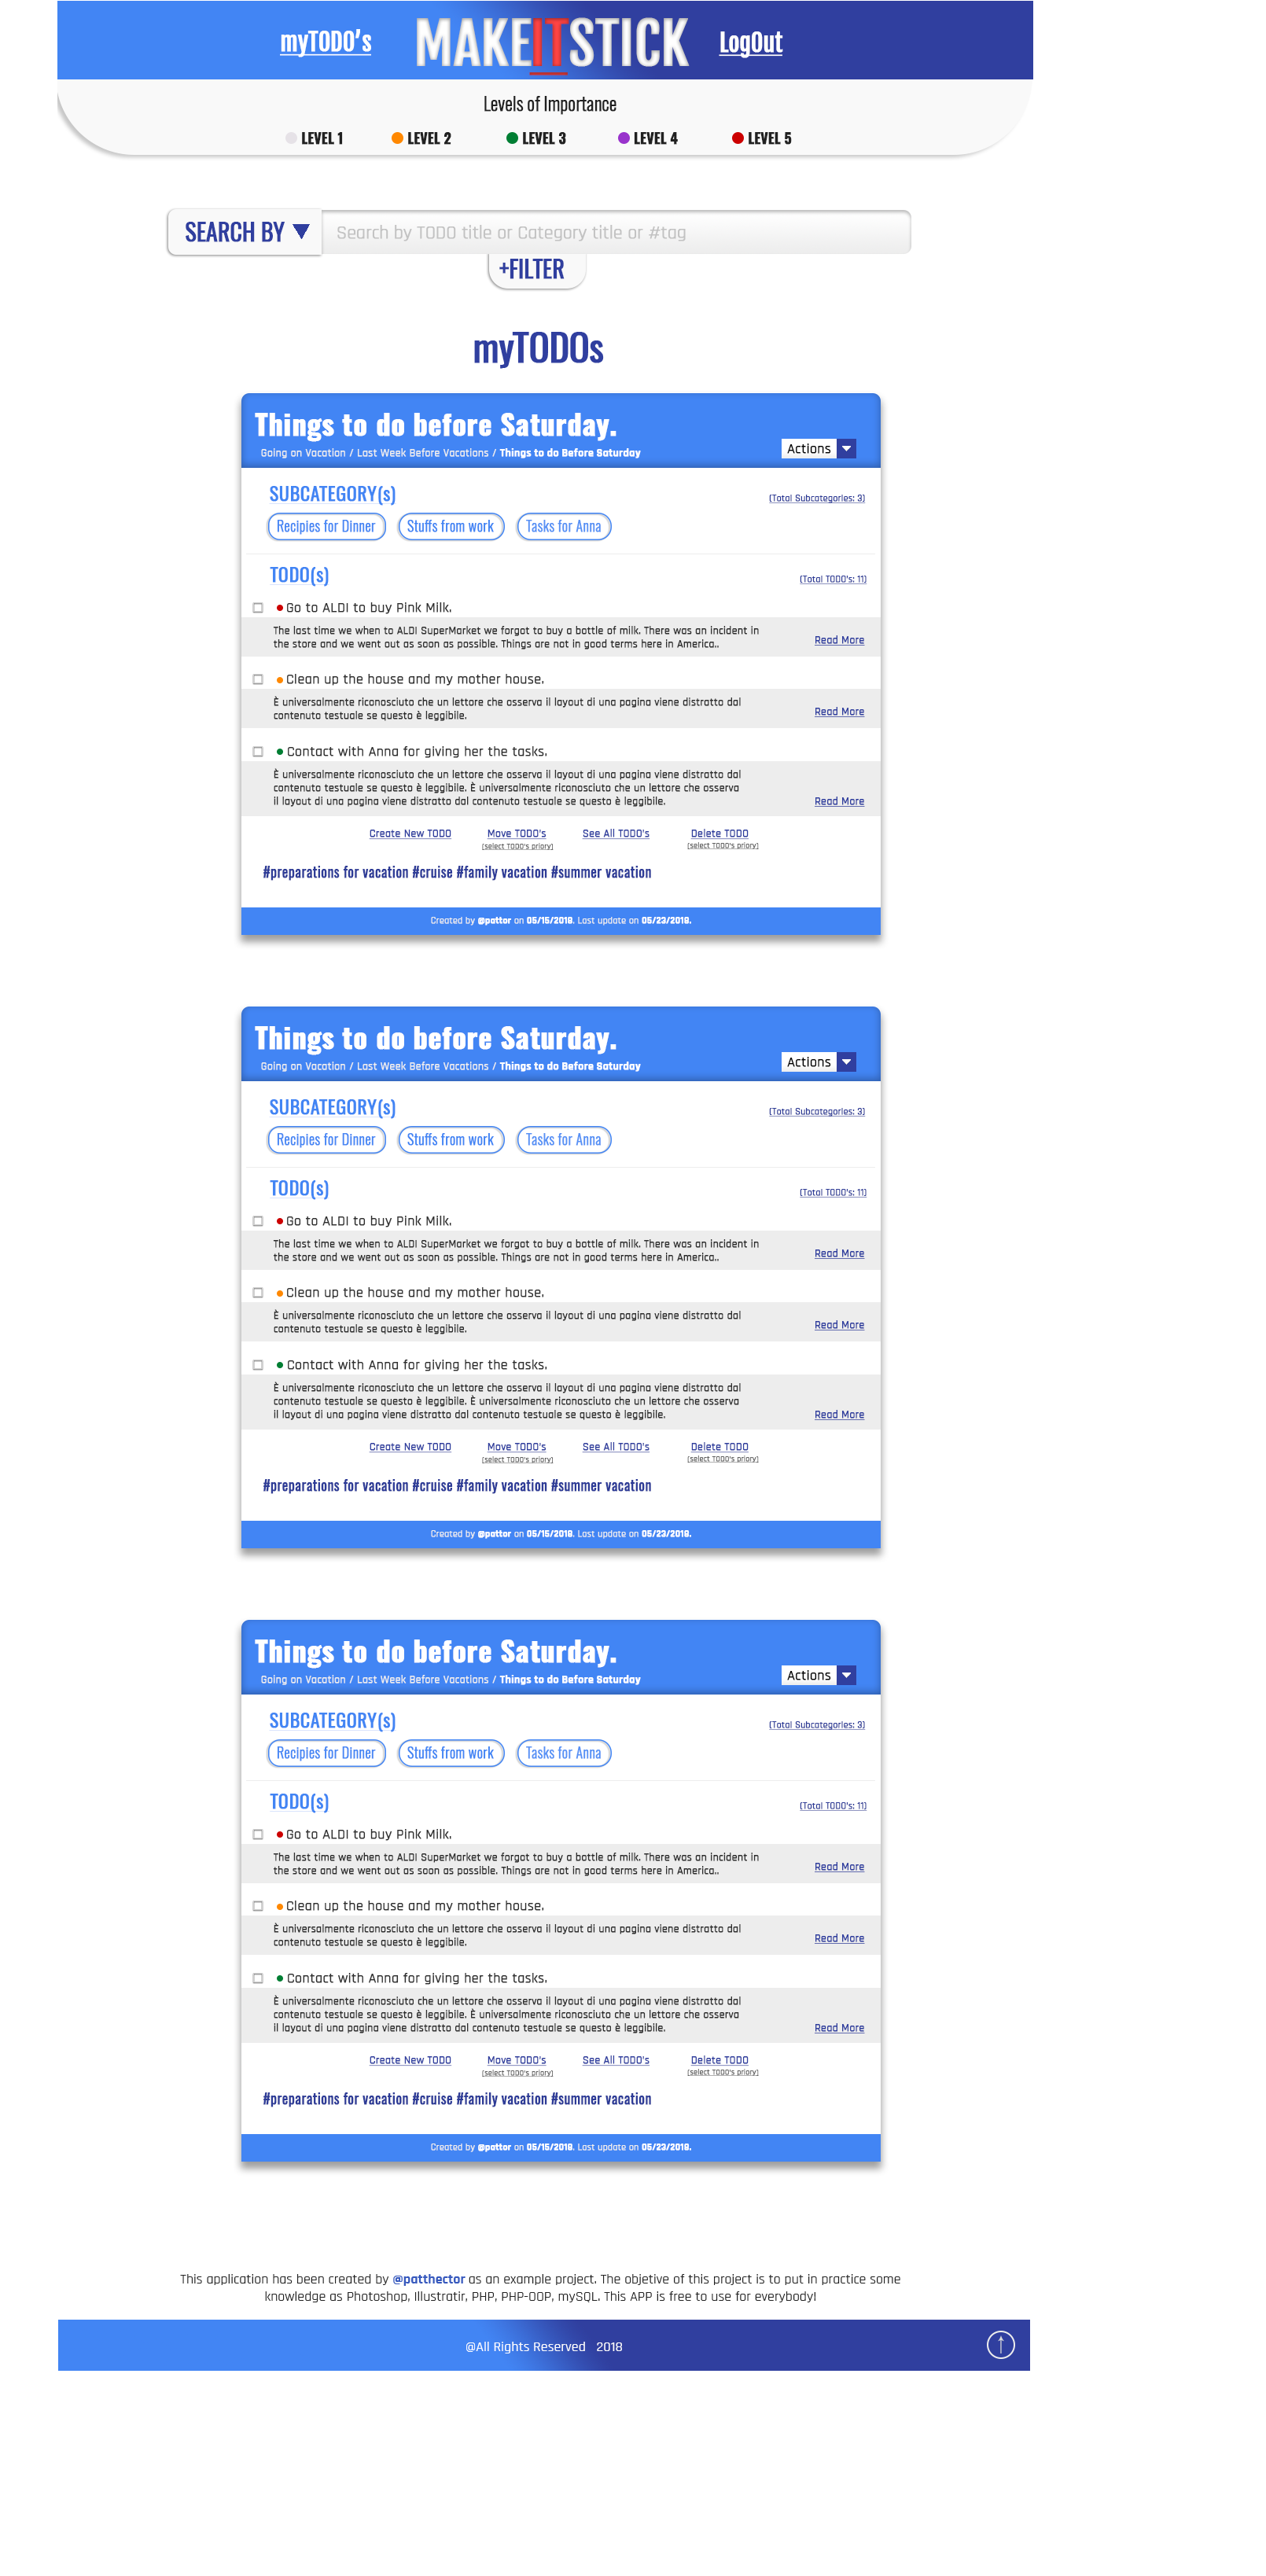 myTODO's MAKEITSTICK LogOut
Levels of Importance
LEVEL 1 LEVEL 2 LEVEL 3 LEVEL 4 LEVEL 5
SEARCH BY Search by TODO title or Category title or #tag
+FILTER
myTODOs
Things to do before Saturday.
Going on Vacation / Last Week Before Vacations / Things to do Before Saturday Actions
SUBCATEGORY(s) (Total Subcategories: 3)
Recipies for Dinner Stuffs from work Tasks for Anna
TODO(s) (Total TODO's: 11)
Go to ALDI to buy Pink Milk.
The last time we when to ALDI SuperMarket we forgot to buy a bottle of milk. There was an incident in
the store and we went out as soon as possible. Things are not in good terms here in America.. Read More
Clean up the house and my mother house.
È universalmente riconosciuto che un lettore che osserva il layout di una pagina viene distratto dal
contenuto testuale se questo è leggibile. Read More
Contact with Anna for giving her the tasks.
È universalmente riconosciuto che un lettore che osserva il layout di una pagina viene distratto dal
contenuto testuale se questo è leggibile. È universalmente riconosciuto che un lettore che osserva
il layout di una pagina viene distratto dal contenuto testuale se questo è leggibile. Read More
Create New TODO Move TODO's See All TODO's Delete TODO
(select TODO's priory) (select TODO's priory)
#preparations for vacation #cruise #family vacation #summer vacation
Created by @pattor on 05/15/2018. Last update on 05/23/2018.
Things to do before Saturday.
Going on Vacation / Last Week Before Vacations / Things to do Before Saturday Actions
SUBCATEGORY(s) (Total Subcategories: 3)
Recipies for Dinner Stuffs from work Tasks for Anna
TODO(s) (Total TODO's: 11)
Go to ALDI to buy Pink Milk.
The last time we when to ALDI SuperMarket we forgot to buy a bottle of milk. There was an incident in
the store and we went out as soon as possible. Things are not in good terms here in America.. Read More
Clean up the house and my mother house.
È universalmente riconosciuto che un lettore che osserva il layout di una pagina viene distratto dal
contenuto testuale se questo è leggibile. Read More
Contact with Anna for giving her the tasks.
È universalmente riconosciuto che un lettore che osserva il layout di una pagina viene distratto dal
contenuto testuale se questo è leggibile. È universalmente riconosciuto che un lettore che osserva
il layout di una pagina viene distratto dal contenuto testuale se questo è leggibile. Read More
Create New TODO Move TODO's See All TODO's Delete TODO
(select TODO's priory) (select TODO's priory)
#preparations for vacation #cruise #family vacation #summer vacation
Created by @pattor on 05/15/2018. Last update on 05/23/2018.
Things to do before Saturday.
Going on Vacation / Last Week Before Vacations / Things to do Before Saturday Actions
SUBCATEGORY(s) (Total Subcategories: 3)
Recipies for Dinner Stuffs from work Tasks for Anna
TODO(s) (Total TODO's: 11)
Go to ALDI to buy Pink Milk.
The last time we when to ALDI SuperMarket we forgot to buy a bottle of milk. There was an incident in
the store and we went out as soon as possible. Things are not in good terms here in America.. Read More
Clean up the house and my mother house.
È universalmente riconosciuto che un lettore che osserva il layout di una pagina viene distratto dal
contenuto testuale se questo è leggibile. Read More
Contact with Anna for giving her the tasks.
È universalmente riconosciuto che un lettore che osserva il layout di una pagina viene distratto dal
contenuto testuale se questo è leggibile. È universalmente riconosciuto che un lettore che osserva
il layout di una pagina viene distratto dal contenuto testuale se questo è leggibile. Read More
Create New TODO Move TODO's See All TODO's Delete TODO
(select TODO's priory) (select TODO's priory)
#preparations for vacation #cruise #family vacation #summer vacation
Created by @pattor on 05/15/2018. Last update on 05/23/2018.
This application has been created by @patthector as an example project. The objetive of this project is to put in practice some
knowledge as Photoshop, Illustratir, PHP, PHP-OOP, mySQL. This APP is free to use for everybody!
@All Rights Reserved 2018